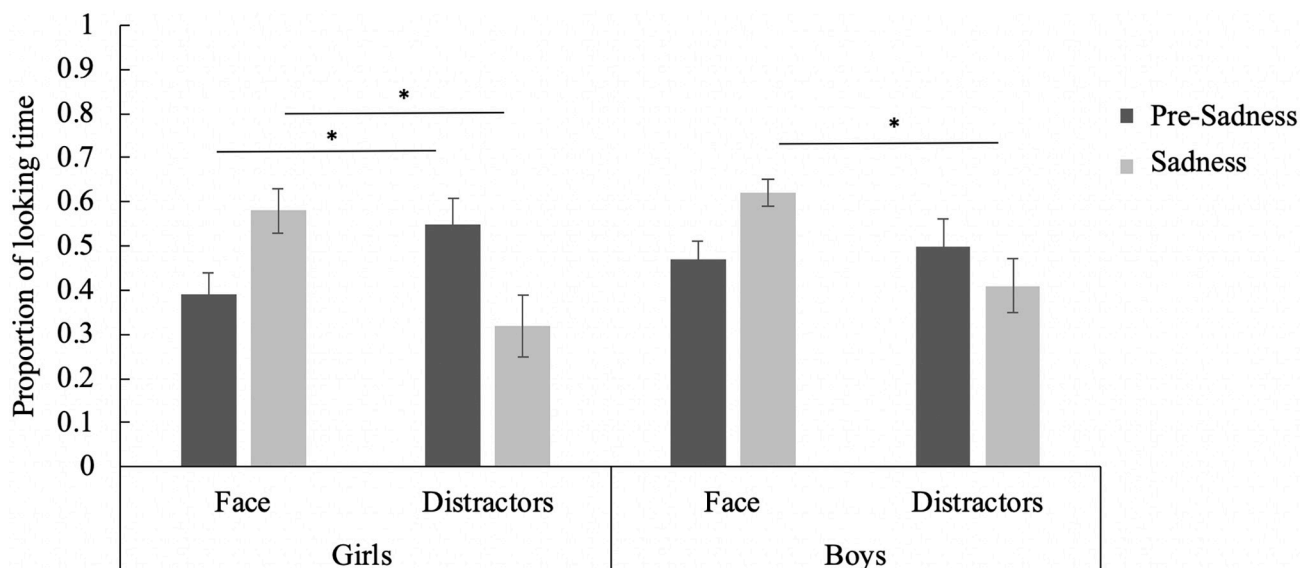 Proportion of looking time
1
0.9
0.8
0.7
0.6
0.5
0.4
0.3
0.2
0.1
0
*
*
*
Pre-Sadness
Sadness
Face Distractors Face Distractors
Girls Boys